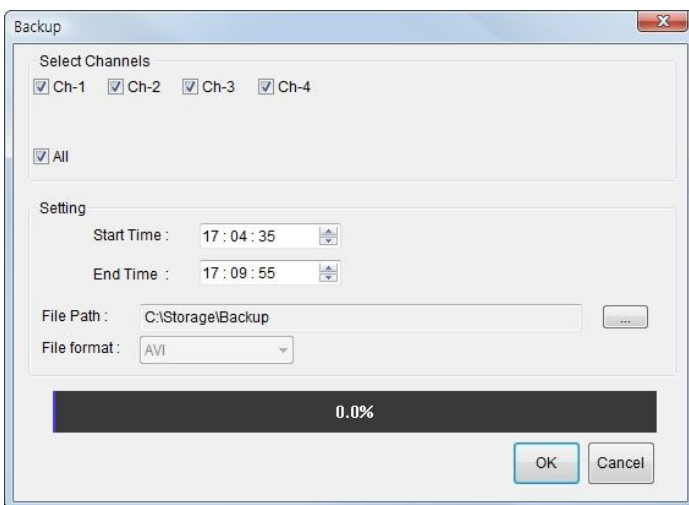 Backup
Select Channels
Ch-1 Ch-2 Ch-3 Ch-4
All
Setting
Start Time : 17 : 04 : 35
End Time : 17 : 09 : 55
File Path : C:\Storage\Backup ...
File format : AVI
0.0%
OK Cancel